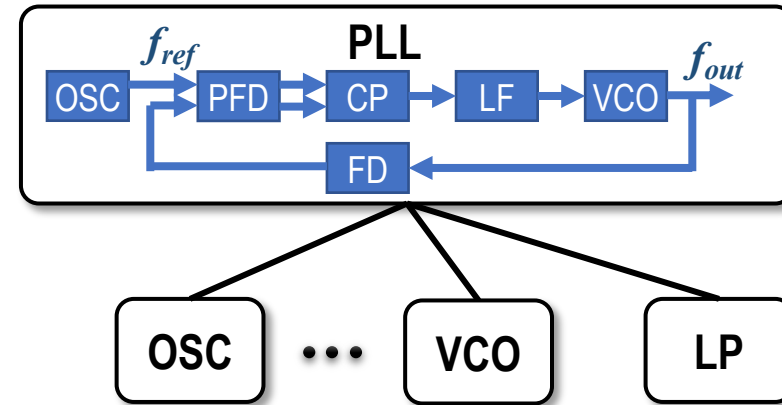 PLL
f_ref
f_out
OSC PFD CP LF VCO
FD
OSC ••• VCO LP